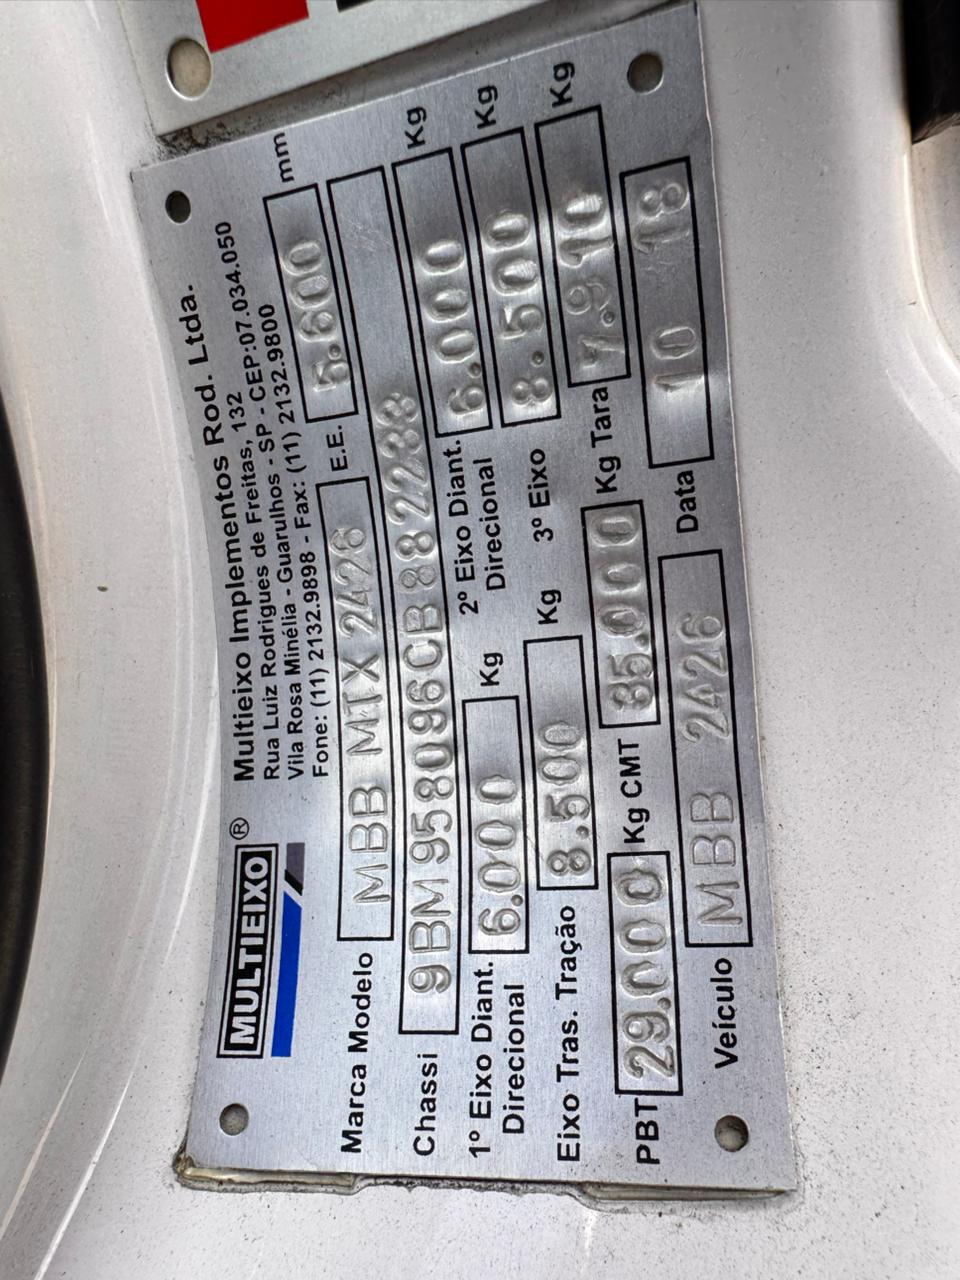 MULTIEIXO ®
Multieixo Implementos Rod. Ltda.
Rua Luiz Rodrigues de Freitas, 132
Vila Rosa Minélia - Guarulhos - SP - CEP:07.034.050
Fone: (11) 2132.9898 - Fax: (11) 2132.9800
Marca Modelo MBB MTX 2426 E.E. 5.600 mm
Chassi 9BM958096CB882238
1º Eixo Diant. Direcional 6.000 Kg 2º Eixo Diant. Direcional 6.000 Kg
Eixo Tras. Tração 8.500 Kg 3º Eixo 8.500 Kg
PBT 29.000 Kg CMT 35.000 Kg Tara 7.910 Kg
Veículo MBB 2426 Data 10 18